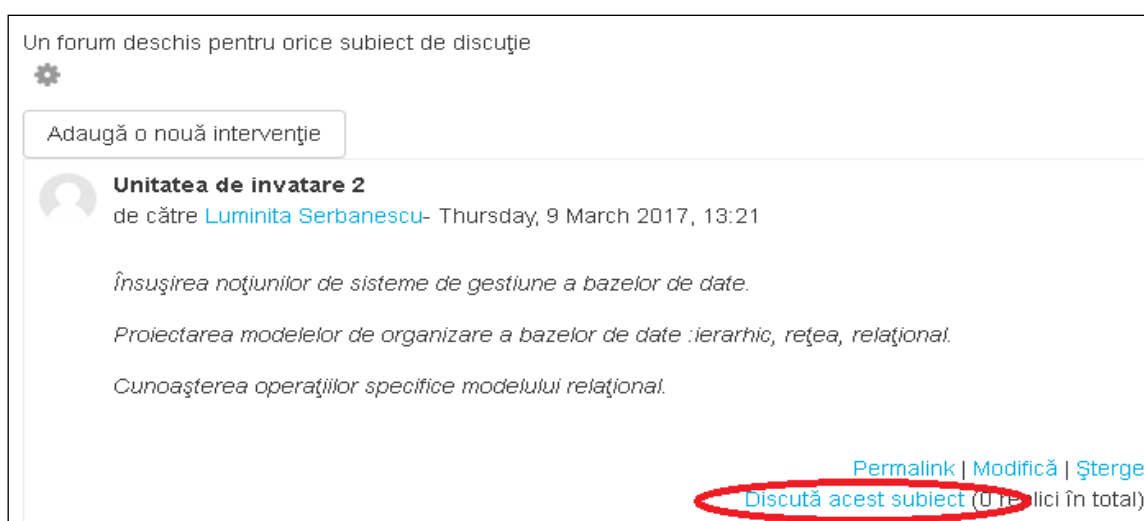 Un forum deschis pentru orice subiect de discuţie
Adaugă o nouă intervenţie
Unitatea de invatare 2
de către Luminita Serbanescu- Thursday, 9 March 2017, 13:21
Însuşirea noţiunilor de sisteme de gestiune a bazelor de date.
Proiectarea modelelor de organizare a bazelor de date :ierarhic, reţea, relaţional.
Cunoaşterea operaţiilor specifice modelului relaţional.
Permalink | Modifică | Şterge
Discută acest subiect (0 replici în total)